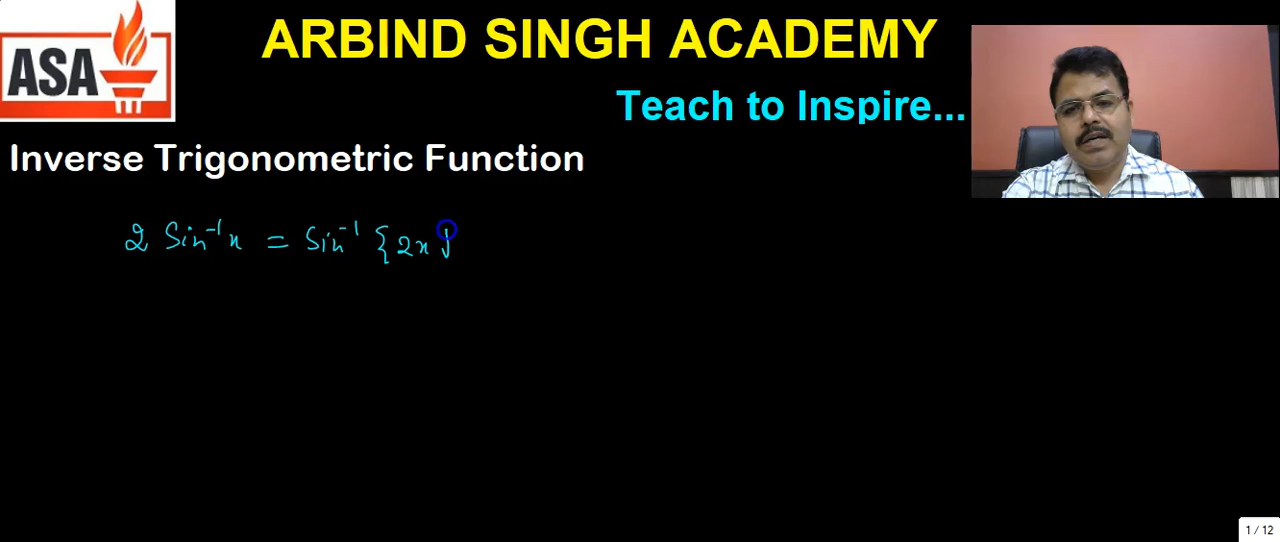 ASA
ARBIND SINGH ACADEMY
Teach to Inspire...
Inverse Trigonometric Function
2 Sin⁻¹x = Sin⁻¹ {2x
1 / 12